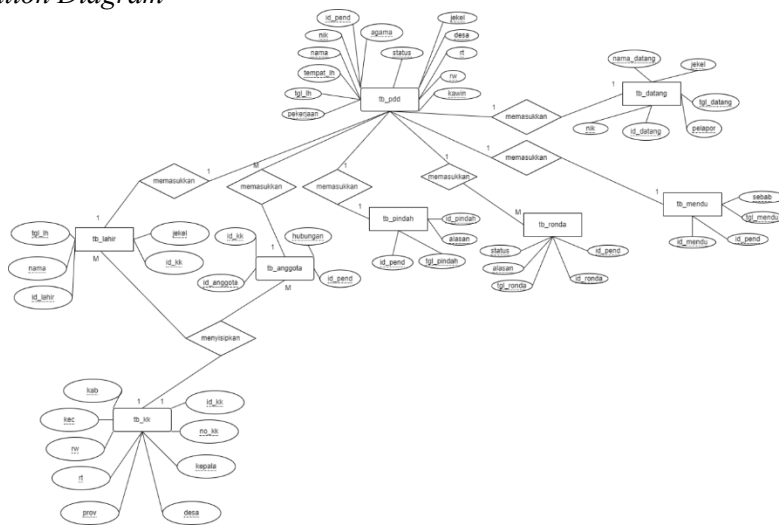 ation Diagram
id_pend
jekel
agama
nik
desa
status
nama
rt
tempat_lh
rw
tgl_lh
tb_pdd
kawin
pekerjaan
nama_datang
jekel
tb_datang
tgl_datang
nik
id_datang
pelapor
1
memasukkan
1
1
memasukkan
1
1
memasukkan
1
M
memasukkan
1
1
memasukkan
1
1
memasukkan
M
tb_mendu
sebab
tgl_mendu
id_mendu
id_pend
tb_pindah
id_pindah
alasan
id_pend
tgl_pindah
tb_ronda
status
id_pend
alasan
id_ronda
tgl_ronda
tgl_lh
tb_lahir
jekel
nama
id_kk
id_lahir
M
id_kk
hubungan
tb_anggota
id_anggota
id_pend
M
menyisipkan
1
1
kab
id_kk
kec
tb_kk
no_kk
rw
kepala
rt
prov
desa